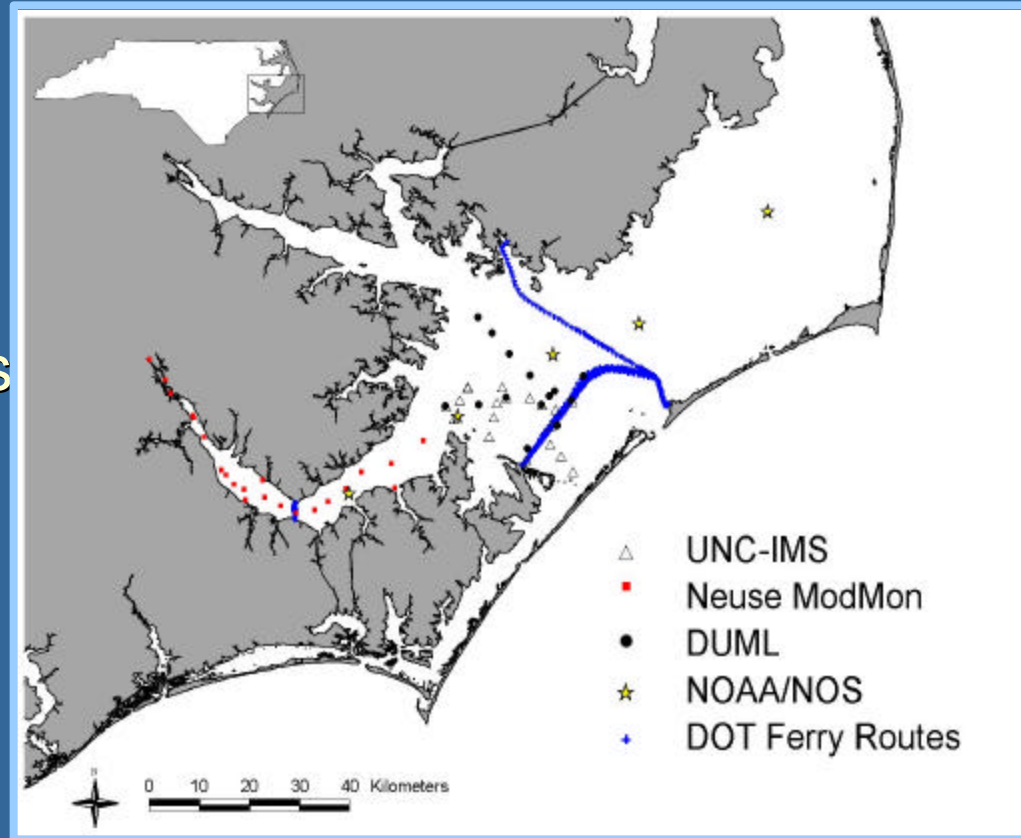 s
UNC-IMS
Neuse ModMon
DUML
NOAA/NOS
DOT Ferry Routes
0 10 20 30 40 Kilometers